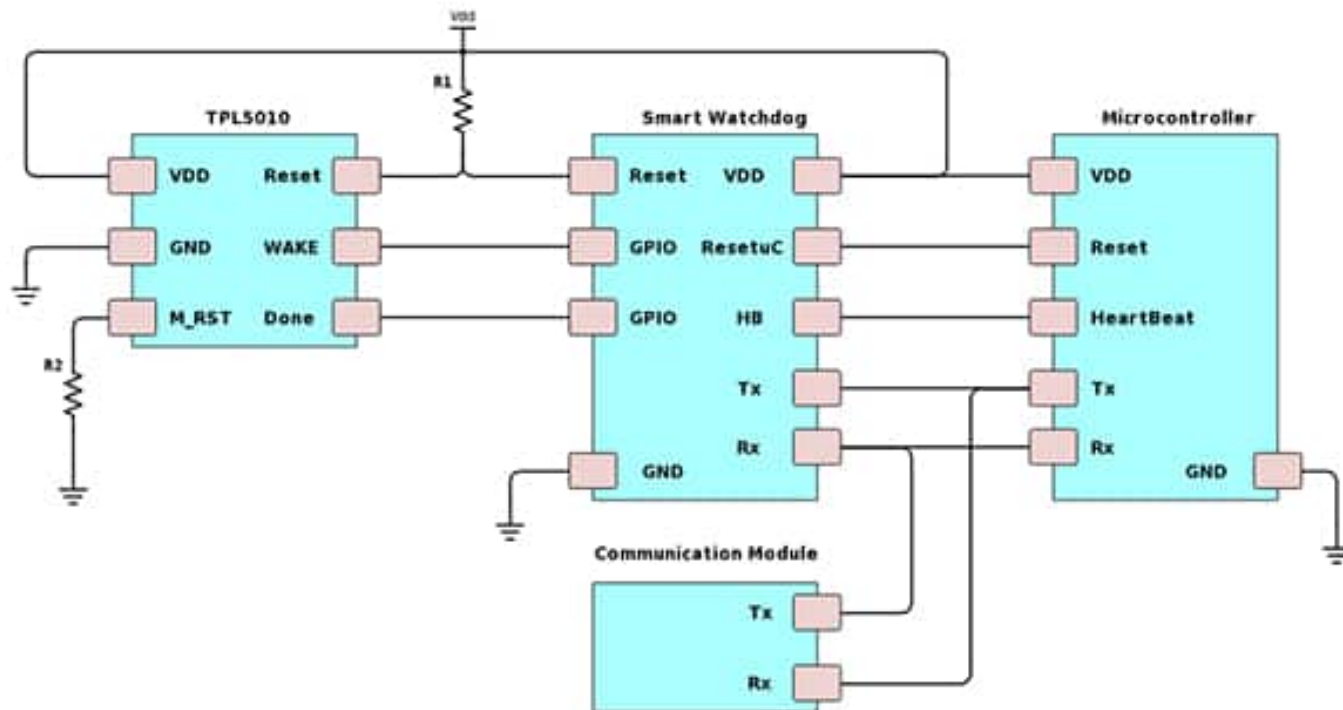 Vdd
R1
TPL5010
Smart Watchdog
Microcontroller
VDD Reset
Reset VDD
VDD
GND WAKE
GPIO ResetuC
Reset
M_RST Done
GPIO HB
HeartBeat
R2
Tx
Tx
Rx
Rx
GND
GND
Communication Module
Tx
Rx